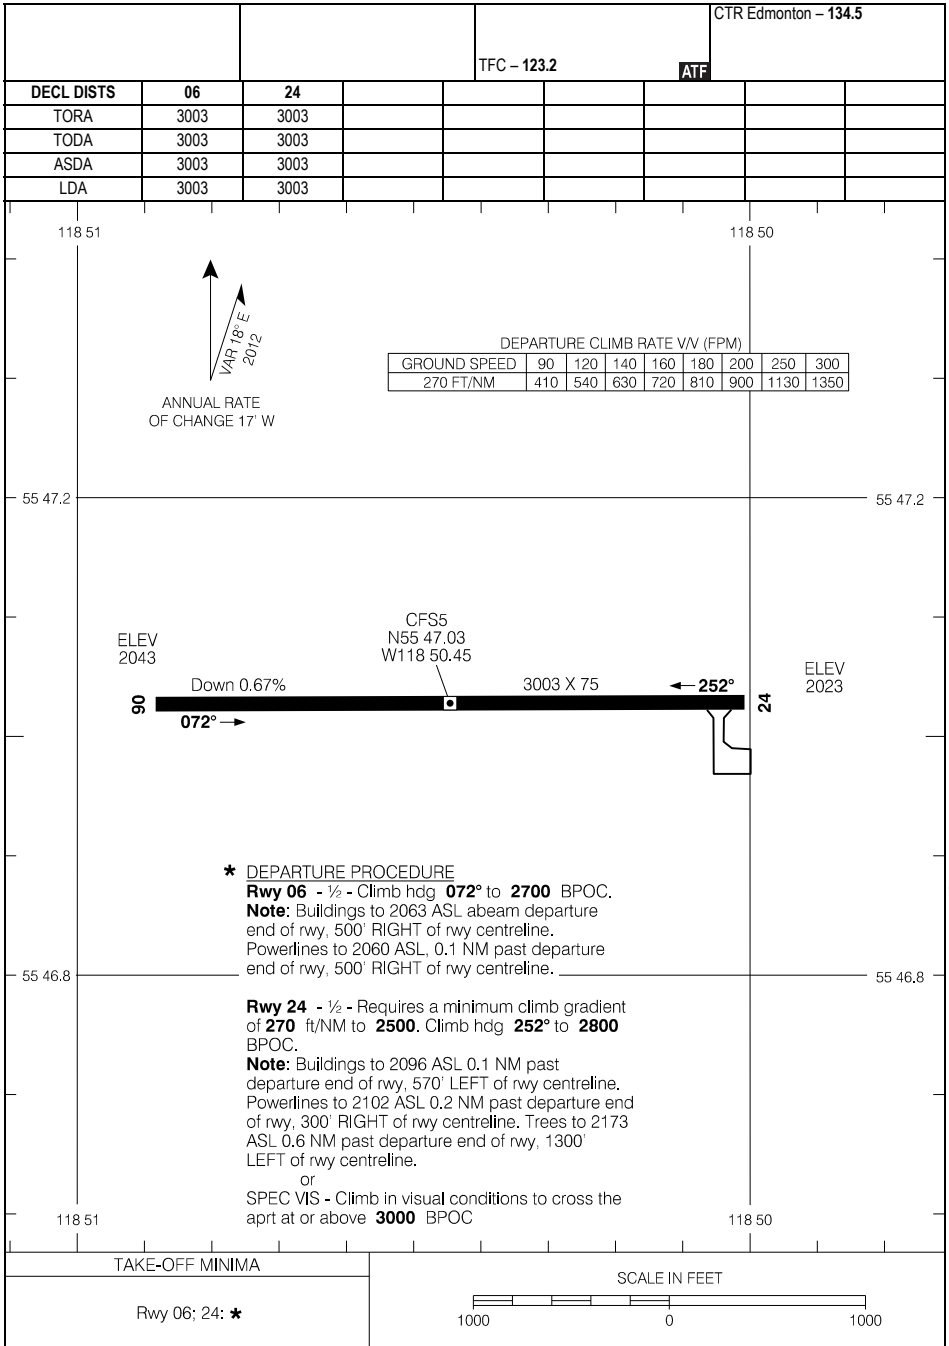 CTR Edmonton – 134.5
TFC – 123.2 ATF
DECL DISTS 06 24
TORA 3003 3003
TODA 3003 3003
ASDA 3003 3003
LDA 3003 3003
118 51 118 50
VAR 18° E
2012
ANNUAL RATE
OF CHANGE 17' W
DEPARTURE CLIMB RATE V/V (FPM)
GROUND SPEED 90 120 140 160 180 200 250 300
270 FT/NM 410 540 630 720 810 900 1130 1350
55 47.2 55 47.2
CFS5
N55 47.03
W118 50.45
ELEV
2043
ELEV
2023
Down 0.67% 3003 X 75 252°
06 24
072°
* DEPARTURE PROCEDURE
Rwy 06 - ½ - Climb hdg 072° to 2700 BPOC.
Note: Buildings to 2063 ASL abeam departure
end of rwy, 500' RIGHT of rwy centreline.
Powerlines to 2060 ASL, 0.1 NM past departure
end of rwy, 500' RIGHT of rwy centreline.
55 46.8 55 46.8
Rwy 24 - ½ - Requires a minimum climb gradient
of 270 ft/NM to 2500. Climb hdg 252° to 2800
BPOC.
Note: Buildings to 2096 ASL 0.1 NM past
departure end of rwy, 570' LEFT of rwy centreline.
Powerlines to 2102 ASL 0.2 NM past departure end
of rwy, 300' RIGHT of rwy centreline. Trees to 2173
ASL 0.6 NM past departure end of rwy, 1300'
LEFT of rwy centreline.
or
SPEC VIS - Climb in visual conditions to cross the
aprt at or above 3000 BPOC
118 51 118 50
TAKE-OFF MINIMA
Rwy 06; 24: *
SCALE IN FEET
1000 0 1000